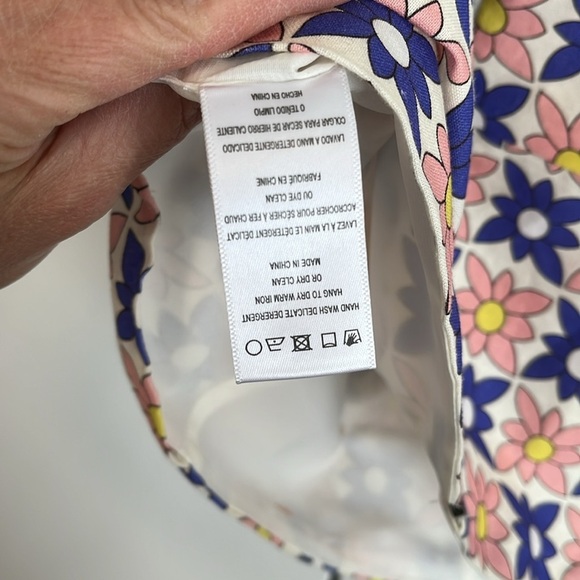 HAND WASH DELICATE DERERGENT
HANG TO DRY WARM IRON
OR DRY CLEAN
MADE IN CHINA
LAVEZ À LA MAIN LE DÉTERGENT DÉLICAT
ACCROCHER POUR SÉCHER À FER CHAUD
OU DYE CLEAN
FABRIQUÉ EN CHINE
LAVADO A MANO DETERGENTE DELICADO
COLGAR PARA SECAR DE HIERRO CALIENTE
O TEÑIDO LIMPIO
HECHO EN CHINA